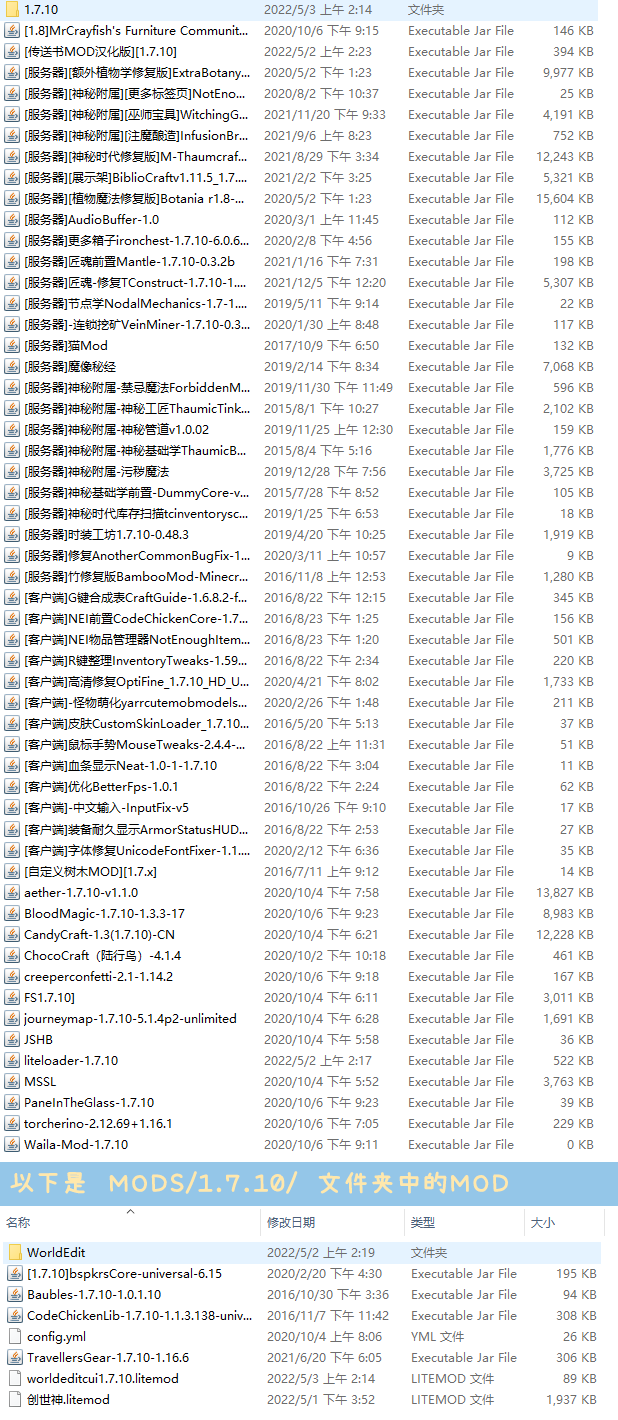 1.7.10 2022/5/3 上午 2:14 文件夹
[1.8]MrCrayfish's Furniture Communit... 2020/10/6 下午 9:15 Executable Jar File 146 KB
[传送书MOD汉化版][1.7.10] 2022/5/2 上午 2:23 Executable Jar File 394 KB
[服务器][额外植物学修复版]ExtraBotany... 2020/5/2 下午 1:23 Executable Jar File 9,977 KB
[服务器][神秘附属][更多标签页]NotEno... 2020/8/2 下午 10:37 Executable Jar File 25 KB
[服务器][神秘附属][巫师宝具]WitchingG... 2021/11/20 下午 9:33 Executable Jar File 4,191 KB
[服务器][神秘附属][注魔酿造]InfusionBr... 2021/9/6 上午 8:23 Executable Jar File 752 KB
[服务器][神秘时代修复版]M-Thaumcraf... 2021/8/29 下午 3:34 Executable Jar File 12,243 KB
[服务器][展示架]BiblioCraftv1.11.5_1.7.... 2021/2/2 下午 3:25 Executable Jar File 5,321 KB
[服务器][植物魔法修复版]Botania r1.8-... 2020/5/2 下午 1:23 Executable Jar File 15,604 KB
[服务器]AudioBuffer-1.0 2020/3/1 上午 11:45 Executable Jar File 112 KB
[服务器]更多箱子ironchest-1.7.10-6.0.6... 2020/2/8 下午 4:56 Executable Jar File 155 KB
[服务器]匠魂前置Mantle-1.7.10-0.3.2b 2021/1/16 下午 7:31 Executable Jar File 198 KB
[服务器]匠魂-修复TConstruct-1.7.10-1.... 2021/12/5 下午 12:20 Executable Jar File 5,307 KB
[服务器]节点学NodalMechanics-1.7-1.... 2019/5/11 下午 9:14 Executable Jar File 22 KB
[服务器]-连锁挖矿VeinMiner-1.7.10-0.3... 2020/1/30 上午 8:48 Executable Jar File 117 KB
[服务器]猫Mod 2017/10/9 下午 6:50 Executable Jar File 132 KB
[服务器]魔像秘经 2019/2/14 下午 8:34 Executable Jar File 7,068 KB
[服务器]神秘附属-禁忌魔法ForbiddenM... 2019/11/30 下午 11:49 Executable Jar File 596 KB
[服务器]神秘附属-神秘工匠ThaumicTink... 2015/8/1 下午 10:27 Executable Jar File 2,102 KB
[服务器]神秘附属-神秘管道v1.0.02 2019/11/25 上午 12:30 Executable Jar File 159 KB
[服务器]神秘附属-神秘基础学ThaumicB... 2015/8/4 下午 5:16 Executable Jar File 1,776 KB
[服务器]神秘附属-污秽魔法 2019/12/28 下午 7:56 Executable Jar File 3,725 KB
[服务器]神秘基础学前置-DummyCore-v... 2015/7/28 下午 8:52 Executable Jar File 105 KB
[服务器]神秘时代库存扫描tcinventorysc... 2019/1/25 下午 6:53 Executable Jar File 18 KB
[服务器]时装工坊1.7.10-0.48.3 2019/4/20 上午 10:25 Executable Jar File 1,919 KB
[服务器]修复AnotherCommonBugFix-1... 2020/3/11 上午 10:57 Executable Jar File 9 KB
[服务器]竹修复版BambooMod-Minecr... 2016/11/8 上午 12:53 Executable Jar File 1,280 KB
[客户端]G键合成表CraftGuide-1.6.8.2-f... 2016/8/22 下午 12:15 Executable Jar File 345 KB
[客户端]NEI前置CodeChickenCore-1.7... 2016/8/23 下午 1:25 Executable Jar File 156 KB
[客户端]NEI物品管理器NotEnoughItem... 2016/8/23 下午 1:20 Executable Jar File 501 KB
[客户端]R键整理InventoryTweaks-1.59... 2016/8/22 下午 2:34 Executable Jar File 220 KB
[客户端]高清修复OptiFine_1.7.10_HD_U... 2020/4/21 下午 8:02 Executable Jar File 1,733 KB
[客户端]-怪物萌化yarrcutemobmodels... 2020/2/26 下午 1:48 Executable Jar File 211 KB
[客户端]皮肤CustomSkinLoader_1.7.10... 2016/5/20 下午 5:13 Executable Jar File 37 KB
[客户端]鼠标手势MouseTweaks-2.4.4-... 2016/8/22 上午 11:31 Executable Jar File 51 KB
[客户端]血条显示Neat-1.0-1-1.7.10 2016/8/22 下午 3:04 Executable Jar File 11 KB
[客户端]优化BetterFps-1.0.1 2016/8/22 下午 2:24 Executable Jar File 62 KB
[客户端]-中文输入-InputFix-v5 2016/10/26 下午 9:10 Executable Jar File 17 KB
[客户端]装备耐久显示ArmorStatusHUD... 2016/8/22 下午 2:53 Executable Jar File 27 KB
[客户端]字体修复UnicodeFontFixer-1.1.... 2020/2/12 下午 6:36 Executable Jar File 35 KB
[自定义树木MOD][1.7.x] 2016/7/11 上午 9:12 Executable Jar File 14 KB
aether-1.7.10-v1.1.0 2020/10/4 下午 7:58 Executable Jar File 13,827 KB
BloodMagic-1.7.10-1.3.3-17 2020/10/6 下午 9:23 Executable Jar File 8,983 KB
CandyCraft-1.3(1.7.10)-CN 2020/10/4 下午 6:21 Executable Jar File 12,228 KB
ChocoCraft（陆行鸟）-4.1.4 2020/10/2 下午 10:18 Executable Jar File 461 KB
creeperconfetti-2.1-1.14.2 2020/10/6 下午 9:18 Executable Jar File 167 KB
FS1.7.10] 2020/10/4 下午 6:11 Executable Jar File 3,011 KB
journeymap-1.7.10-5.1.4p2-unlimited 2020/10/4 下午 6:28 Executable Jar File 1,691 KB
JSHB 2020/10/4 下午 5:58 Executable Jar File 36 KB
liteloader-1.7.10 2022/5/2 上午 2:17 Executable Jar File 522 KB
MSSL 2020/10/4 下午 5:52 Executable Jar File 3,763 KB
PaneInTheGlass-1.7.10 2020/10/6 下午 9:23 Executable Jar File 39 KB
torcherino-2.12.69+1.16.1 2020/10/6 下午 7:05 Executable Jar File 229 KB
Waila-Mod-1.7.10 2020/10/6 下午 9:11 Executable Jar File 0 KB
以下是 MODS/1.7.10/ 文件夹中的MOD
名称 修改日期 类型 大小
WorldEdit 2022/5/2 上午 2:19 文件夹
[1.7.10]bspkrsCore-universal-6.15 2020/2/20 下午 4:30 Executable Jar File 195 KB
Baubles-1.7.10-1.0.1.10 2016/10/30 下午 3:36 Executable Jar File 94 KB
CodeChickenLib-1.7.10-1.1.3.138-univ... 2016/11/7 下午 11:42 Executable Jar File 308 KB
config.yml 2020/10/4 上午 8:06 YML 文件 26 KB
TravellersGear-1.7.10-1.16.6 2021/6/20 下午 6:05 Executable Jar File 306 KB
worldeditcui1.7.10.litemod 2022/5/3 上午 2:14 LITEMOD 文件 89 KB
创世神.litemod 2022/5/1 下午 3:52 LITEMOD 文件 1,937 KB